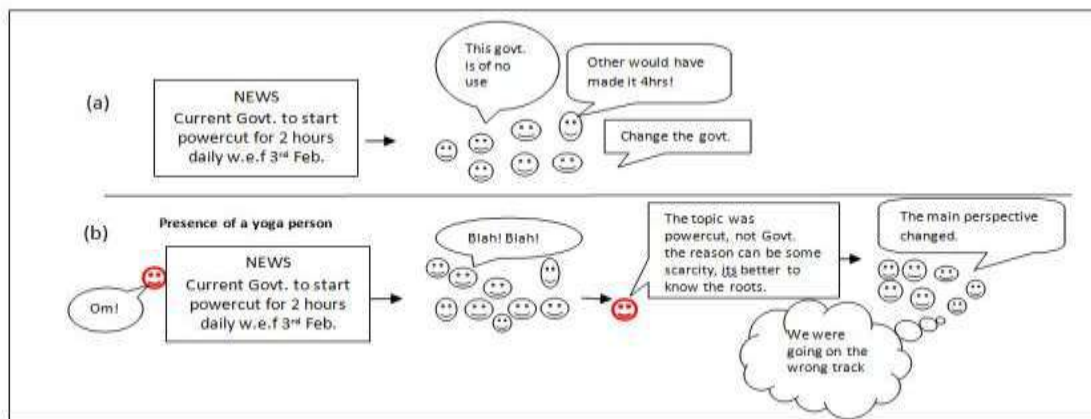 (a)
NEWS
Current Govt. to start
powercut for 2 hours
daily w.e.f 3rd Feb.
This govt.
is of no
use
Other would have
made it 4hrs!
Change the govt.
(b)
Presence of a yoga person
Om!
NEWS
Current Govt. to start
powercut for 2 hours
daily w.e.f 3rd Feb.
Blah! Blah!
The topic was
powercut, not Govt.
the reason can be some
scarcity, its better to
know the roots.
The main perspective
changed.
We were
going on the
wrong track